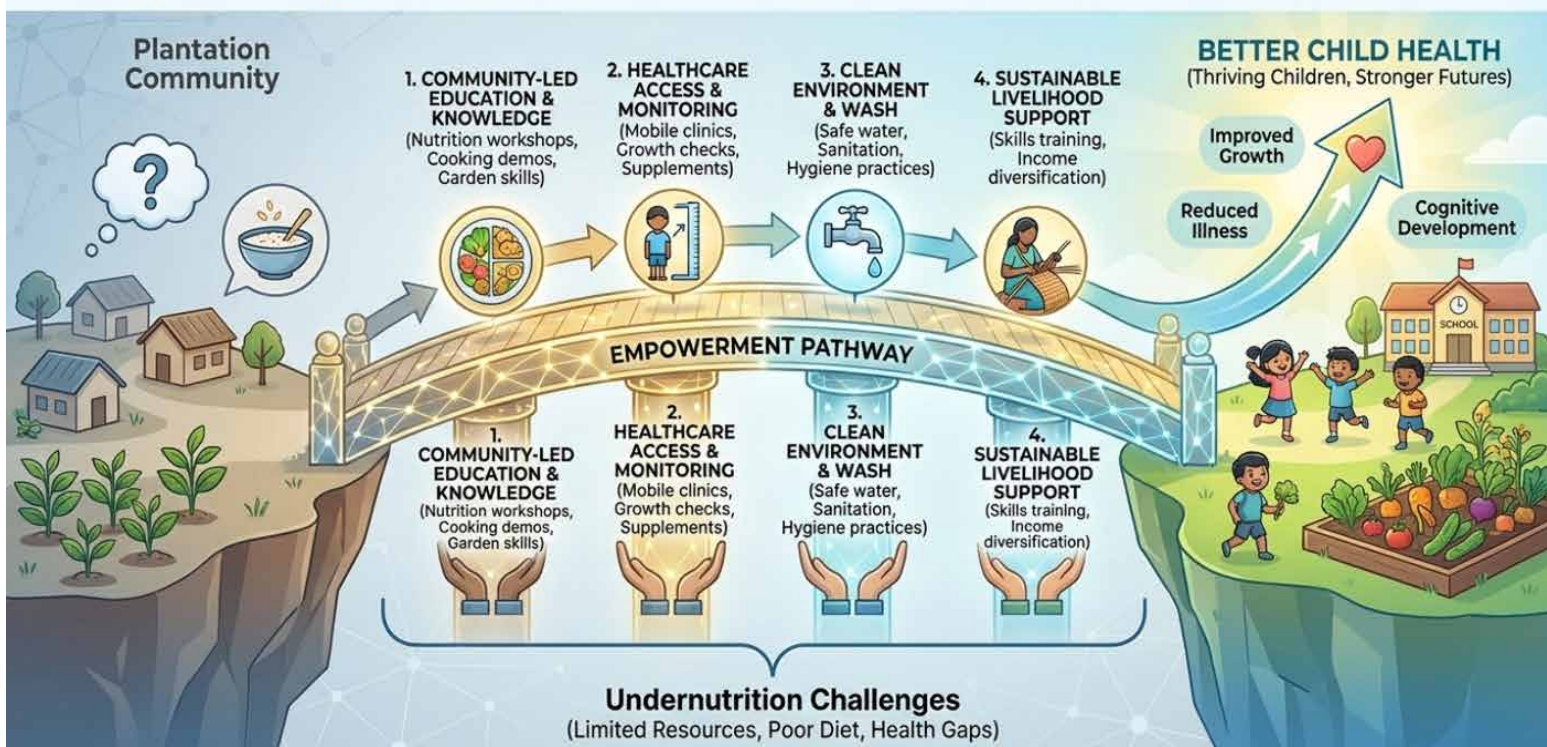 Plantation
Community
1. COMMUNITY-LED
EDUCATION &
KNOWLEDGE
(Nutrition workshops,
Cooking demos,
Garden skills)
2. HEALTHCARE
ACCESS &
MONITORING
(Mobile clinics,
Growth checks,
Supplements)
3. CLEAN
ENVIRONMENT
& WASH
(Safe water,
Sanitation,
Hygiene practices)
4. SUSTAINABLE
LIVELIHOOD
SUPPORT
(Skills training,
Income
diversification)
BETTER CHILD HEALTH
(Thriving Children, Stronger Futures)
Improved
Growth
Reduced
Illness
Cognitive
Development
?
SCHOOL
EMPOWERMENT PATHWAY
1.
COMMUNITY-LED
EDUCATION &
KNOWLEDGE
(Nutrition workshops,
Cooking demos,
Garden skills)
2.
HEALTHCARE
ACCESS &
MONITORING
(Mobile clinics,
Growth checks,
Supplements)
3.
CLEAN
ENVIRONMENT
& WASH
(Safe water,
Sanitation,
Hygiene practices)
4.
SUSTAINABLE
LIVELIHOOD
SUPPORT
(Skills training,
Income
diversification)
Undernutrition Challenges
(Limited Resources, Poor Diet, Health Gaps)